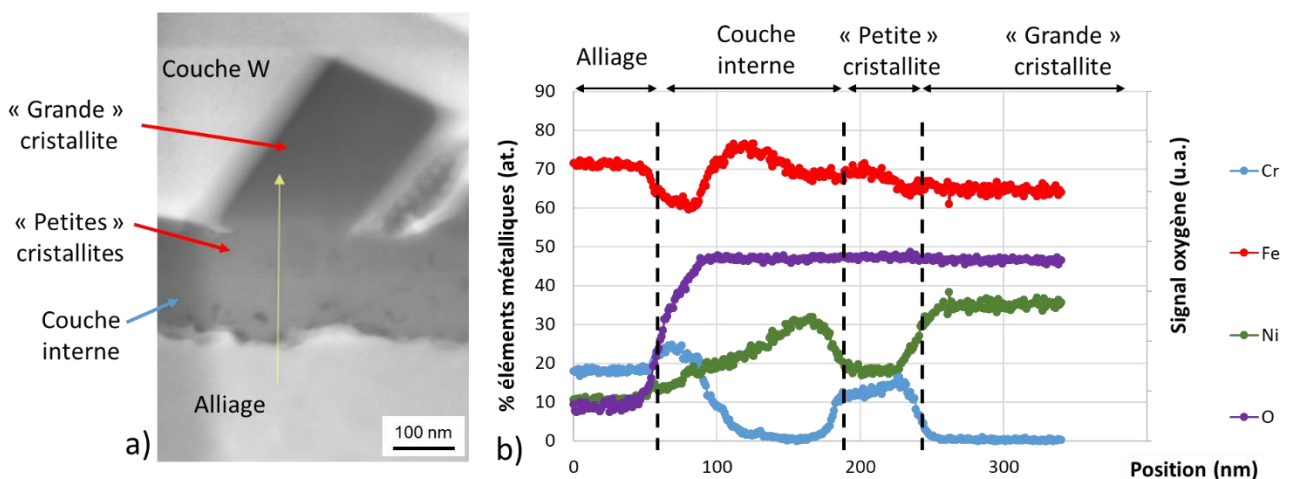 a)
Couche W
« Grande »
cristallite
« Petites »
cristallites
Couche
interne
Alliage
100 nm
b)
Alliage
Couche
interne
« Petite »
cristallite
« Grande »
cristallite
% éléments métalliques (at.)
90
80
70
60
50
40
30
20
10
0
0
100
200
300
Position (nm)
Signal oxygène (u.a.)
Cr
Fe
Ni
O